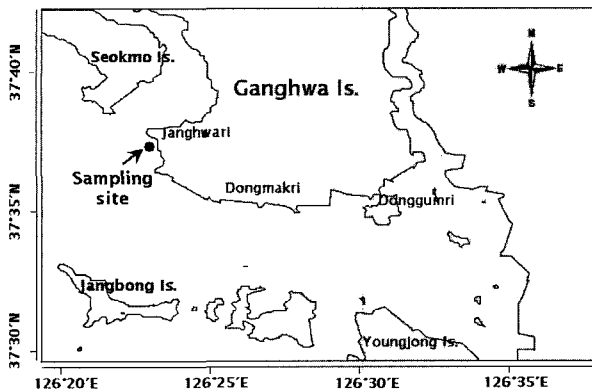 37°40'N
37°35'N
37°30'N
Seokmo Is.
Ganghwa Is.
N
W E
S
Janghwari
Sampling
site
Dongmakri
Donggumri
Jangbong Is.
Youngjong Is.
126°20'E 126°25'E 126°30'E 126°35'E